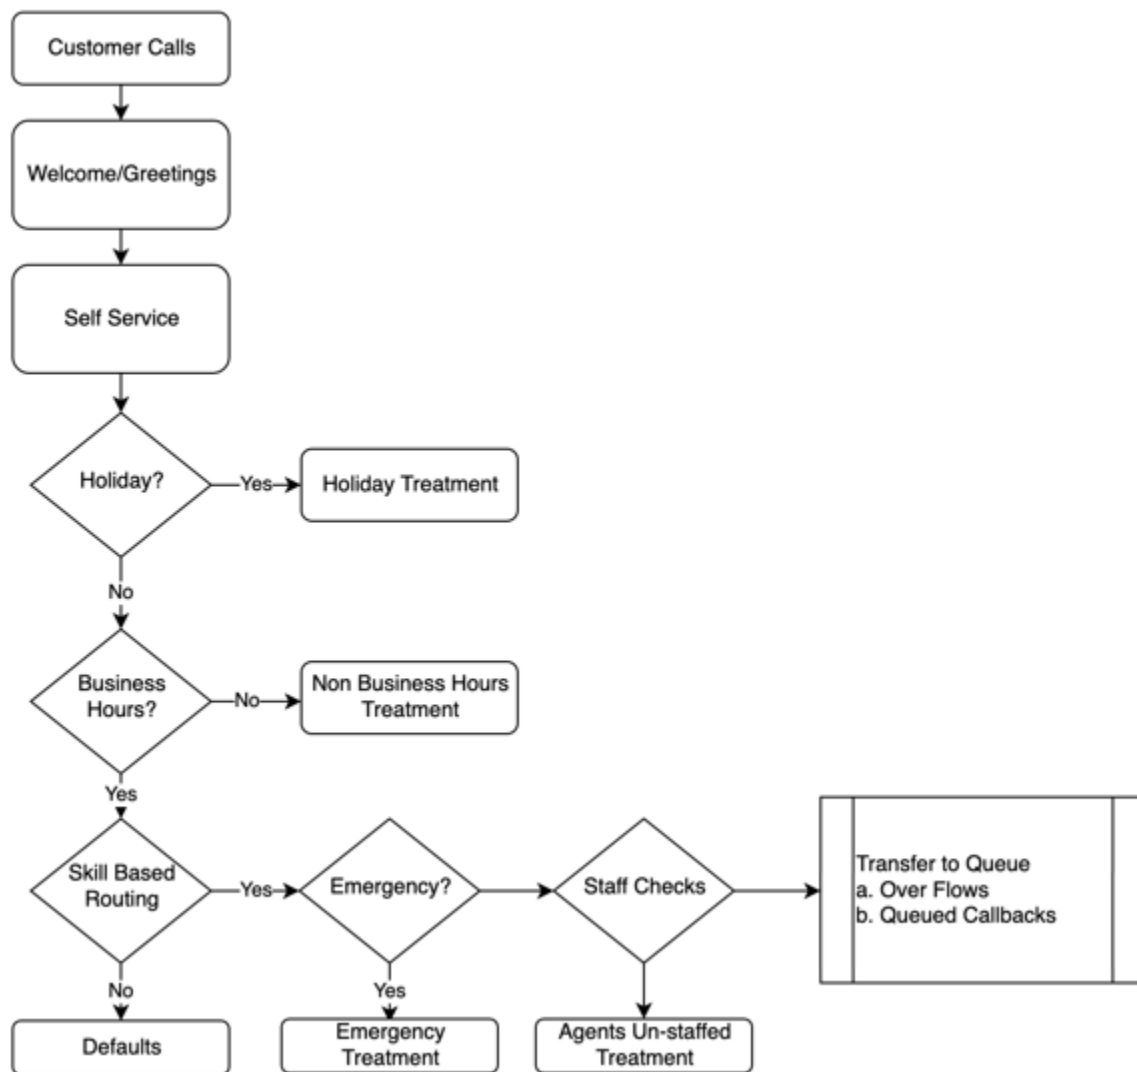 Customer Calls
Welcome/Greetings
Self Service
Holiday?
Yes
Holiday Treatment
No
Business
Hours?
No
Non Business Hours
Treatment
Yes
Skill Based
Routing
Yes
Emergency?
Staff Checks
Transfer to Queue
a. Over Flows
b. Queued Callbacks
No
Yes
Defaults
Emergency
Treatment
Agents Un-staffed
Treatment